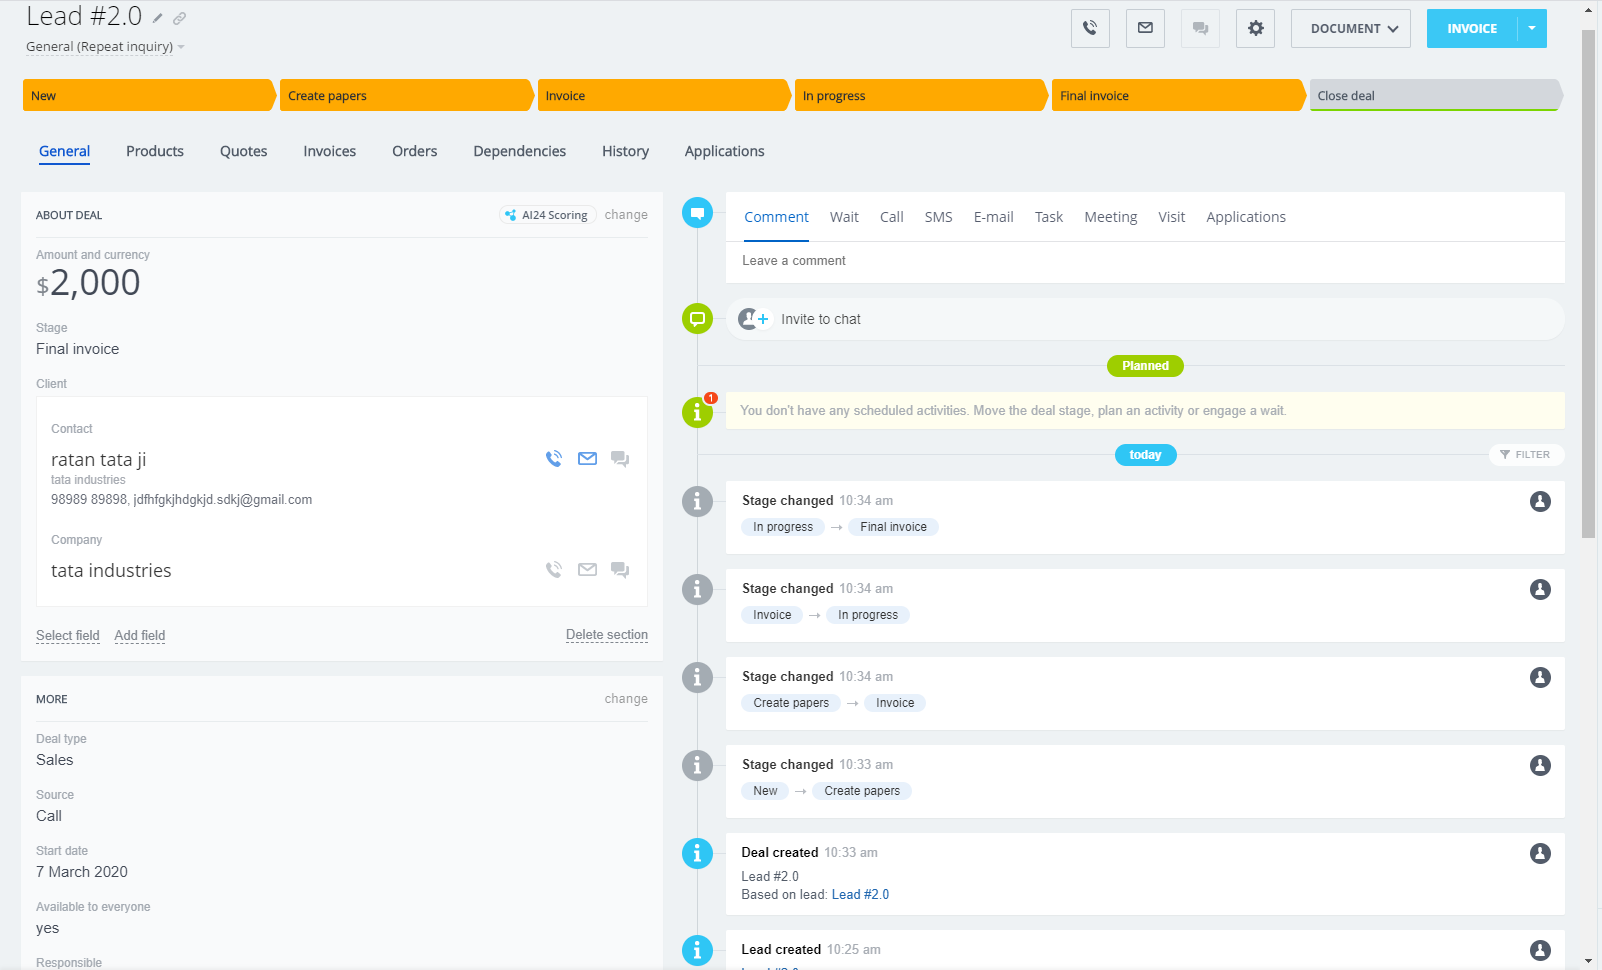 Lead #2.0
General (Repeat inquiry)
DOCUMENT
INVOICE
New
Create papers
Invoice
In progress
Final invoice
Close deal
General
Products
Quotes
Invoices
Orders
Dependencies
History
Applications
ABOUT DEAL
AI24 Scoring
change
Amount and currency
$2,000
Stage
Final invoice
Client
Contact
ratan tata ji
tata industries
98989 89898, jdfhfgkjhdgkjd.sdkj@gmail.com
Company
tata industries
Select field
Add field
Delete section
MORE
change
Deal type
Sales
Source
Call
Start date
7 March 2020
Available to everyone
yes
Responsible
Comment
Wait
Call
SMS
E-mail
Task
Meeting
Visit
Applications
Leave a comment
Invite to chat
Planned
1
You don't have any scheduled activities. Move the deal stage, plan an activity or engage a wait.
today
FILTER
Stage changed 10:34 am
In progress → Final invoice
Stage changed 10:34 am
Invoice → In progress
Stage changed 10:34 am
Create papers → Invoice
Stage changed 10:33 am
New → Create papers
Deal created 10:33 am
Lead #2.0
Based on lead: Lead #2.0
Lead created 10:25 am